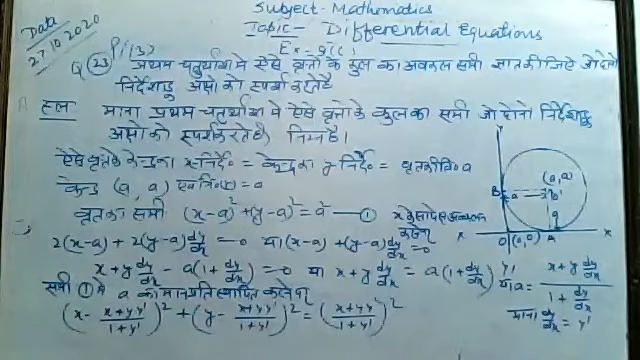 Date
27.10.2020
Subject- Mathematics
Topic- Differential Equations
Ex- 9(c)
Q(23) प्रथम चतुर्थांश मे ऐसे वृत्तों के कुल का अवकल समी ज्ञात कीजिए जो दोनो
निर्देशांक अक्षो को स्पर्श करते है
हल माना प्रथम चतुर्थांश मे ऐसे वृत्तों के कुल का समी जो दोनो निर्देशांक
अक्षो को स्पर्श करते है, निम्न है।
ऐसे वृत्त के केन्द्र का x-निर्दे० = केन्द्र का y-निर्दे० = वृत्त की त्रि० a
केन्द्र (a, a) एवं त्रि० = a
वृत्त का समी (x-a)²+(y-a)²=a² —①
x के सापेक्ष अवकलन करने पर
2(x-a)+2(y-a)dy/dx=0 या (x-a)+(y-a)dy/dx=0
x+y dy/dx - a(1+dy/dx)=0 या x+y dy/dx = a(1+dy/dx)
या a= (x+y dy/dx)/(1+dy/dx)
समी ① मे a का मान प्रतिस्थापित करने पर
माना dy/dx = y'
(x - (x+yy')/(1+y'))² + (y - (x+yy')/(1+y'))² = ((x+yy')/(1+y'))²
y
(a,a)
B
a
a
x
O
(0,0)
A
x